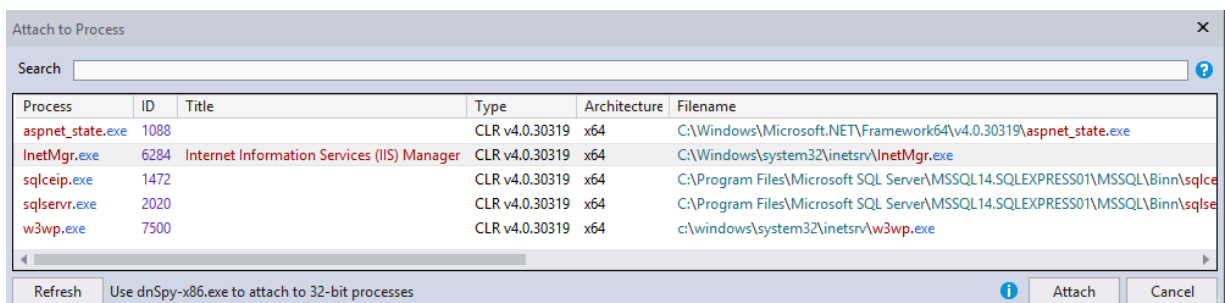 Attach to Process
Search
Process ID Title Type Architecture Filename
aspnet_state.exe 1088 CLR v4.0.30319 x64 C:\Windows\Microsoft.NET\Framework64\v4.0.30319\aspnet_state.exe
InetMgr.exe 6284 Internet Information Services (IIS) Manager CLR v4.0.30319 x64 C:\Windows\system32\inetsrv\InetMgr.exe
sqlceip.exe 1472 CLR v4.0.30319 x64 C:\Program Files\Microsoft SQL Server\MSSQL14.SQLEXPRESS01\MSSQL\Binn\sqlce
sqlservr.exe 2020 CLR v4.0.30319 x64 C:\Program Files\Microsoft SQL Server\MSSQL14.SQLEXPRESS01\MSSQL\Binn\sqlse
w3wp.exe 7500 CLR v4.0.30319 x64 c:\windows\system32\inetsrv\w3wp.exe
Refresh Use dnSpy-x86.exe to attach to 32-bit processes Attach Cancel